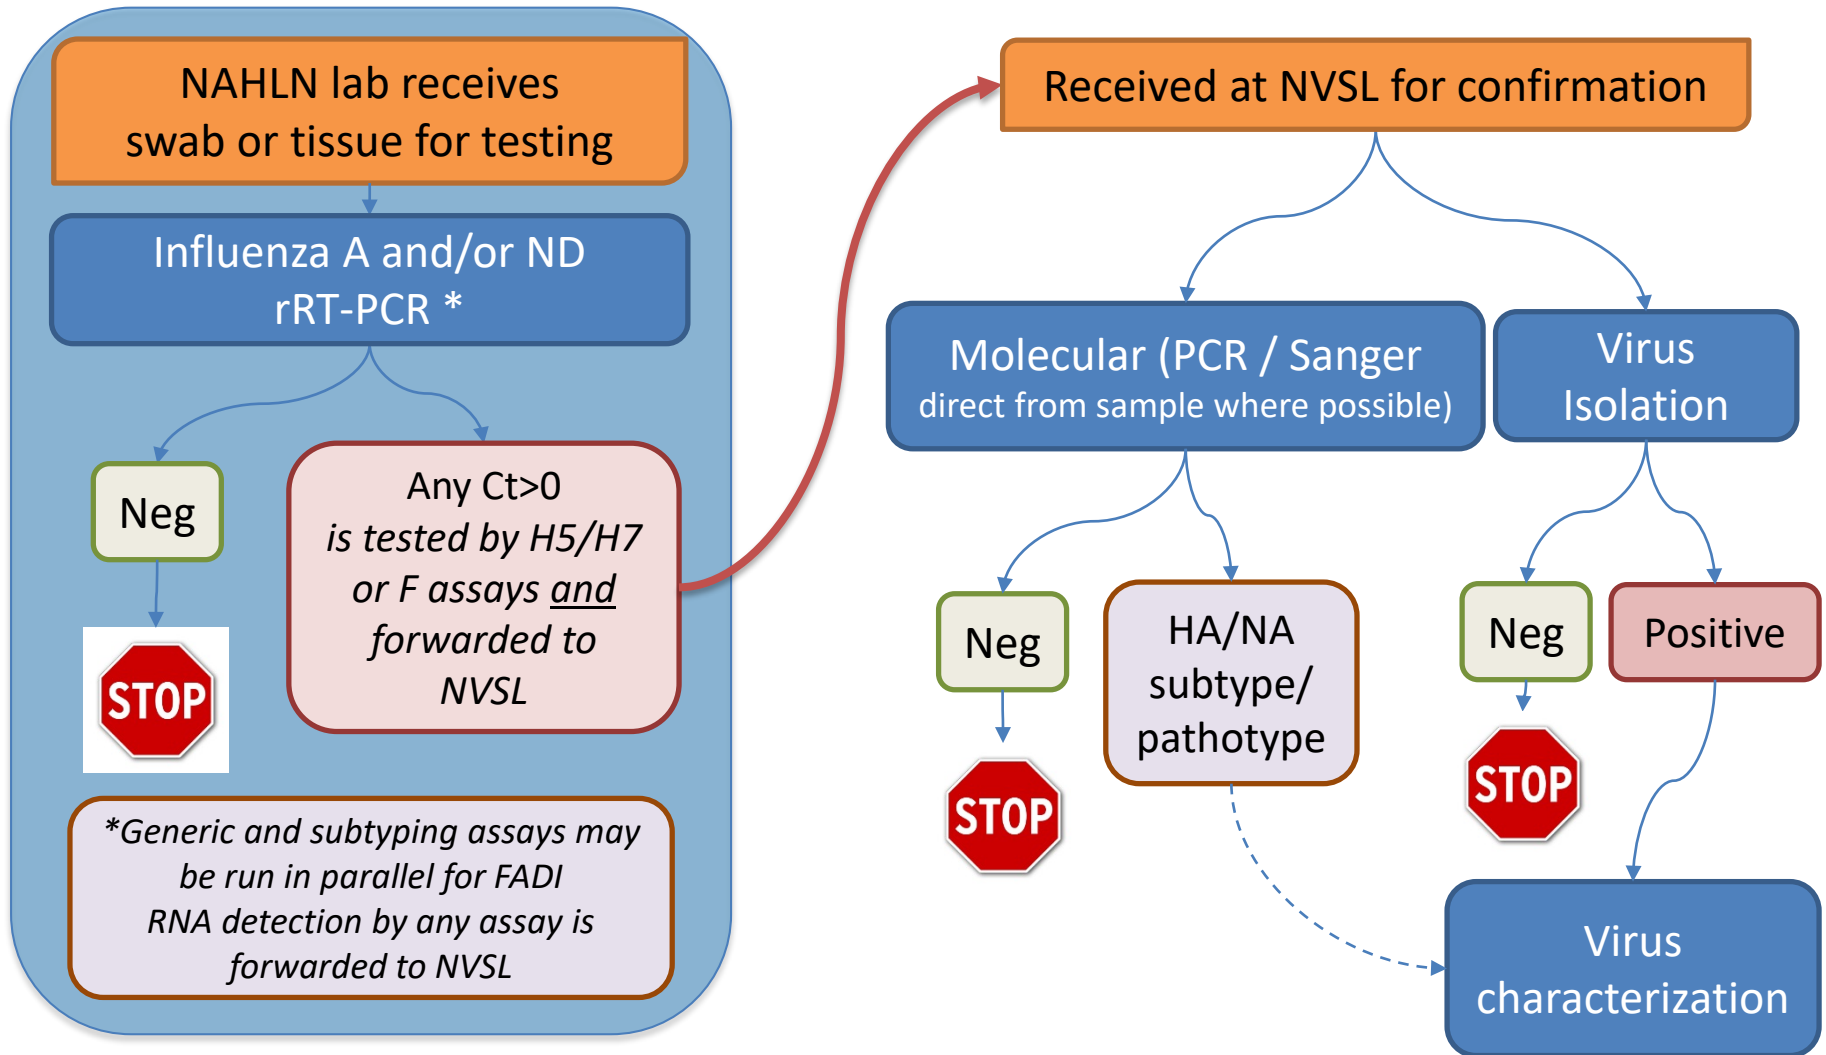 NAHLN lab receives
swab or tissue for testing
Influenza A and/or ND
rRT-PCR *
Neg
STOP
Any Ct>0
is tested by H5/H7
or F assays and
forwarded to
NVSL
*Generic and subtyping assays may
be run in parallel for FADI
RNA detection by any assay is
forwarded to NVSL
Received at NVSL for confirmation
Molecular (PCR / Sanger
direct from sample where possible)
Neg
STOP
HA/NA
subtype/
pathotype
Virus
Isolation
Neg
STOP
Positive
Virus
characterization